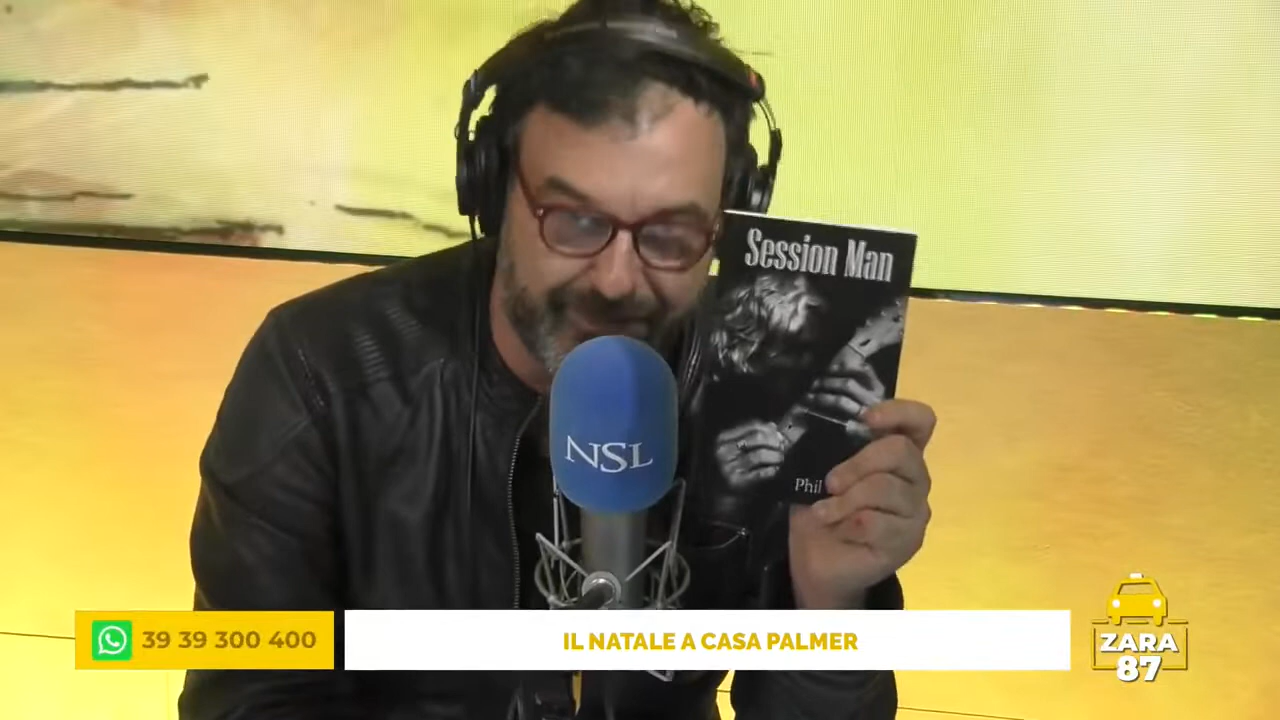 Session Man
Phil
NSL
39 39 300 400
IL NATALE A CASA PALMER
ZARA
87